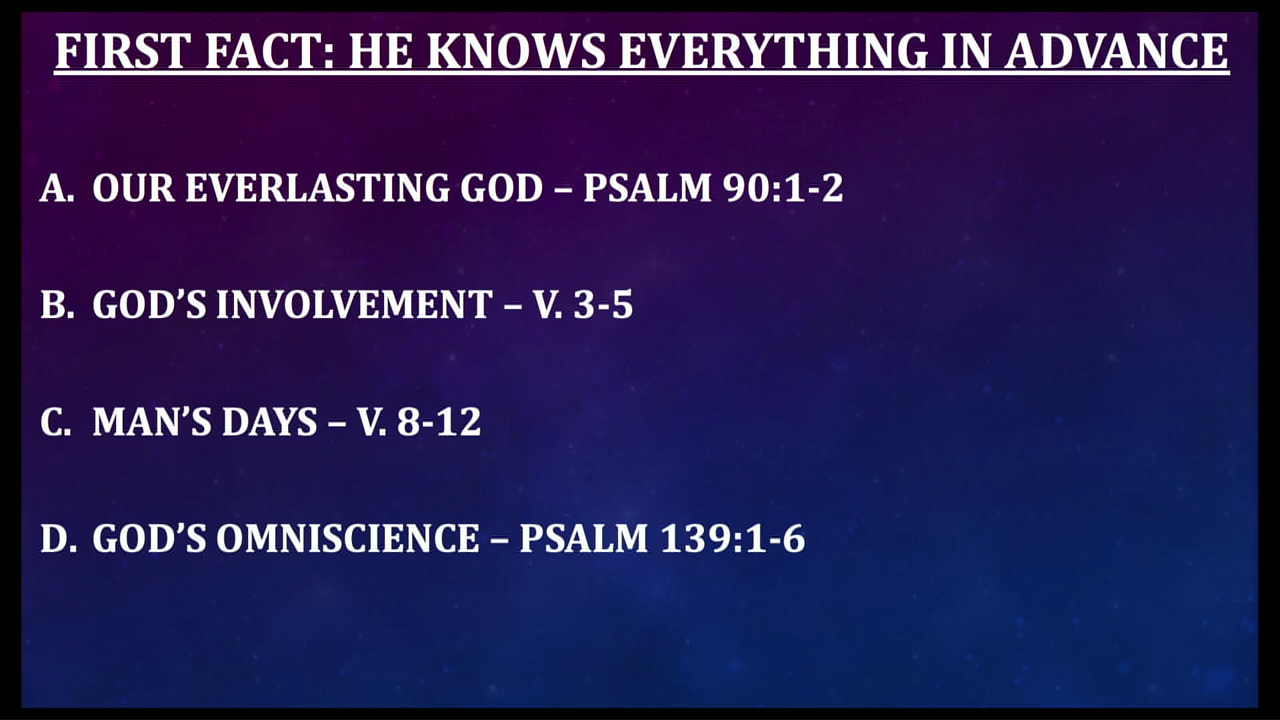 FIRST FACT: HE KNOWS EVERYTHING IN ADVANCE
A. OUR EVERLASTING GOD – PSALM 90:1-2
B. GOD’S INVOLVEMENT – V. 3-5
C. MAN’S DAYS – V. 8-12
D. GOD’S OMNISCIENCE – PSALM 139:1-6